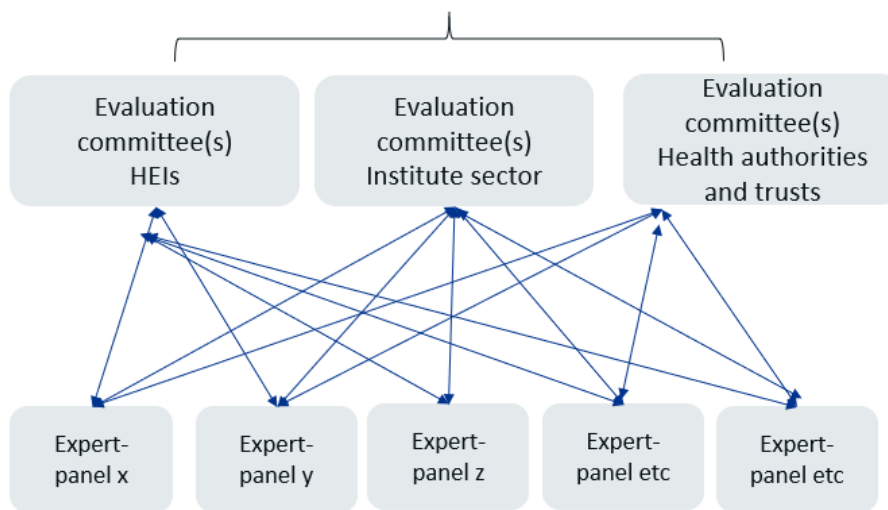 Evaluation
committee(s)
HEIs
Evaluation
committee(s)
Institute sector
Evaluation
committee(s)
Health authorities
and trusts
Expert-
panel x
Expert-
panel y
Expert-
panel z
Expert-
panel etc
Expert-
panel etc